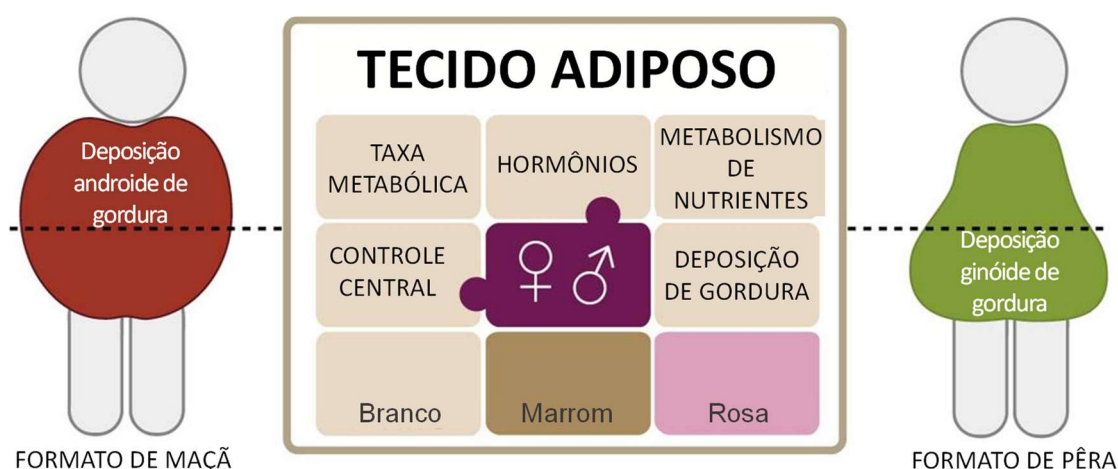 Deposição
androide de
gordura
FORMATO DE MAÇÃ
TECIDO ADIPOSO
TAXA
METABÓLICA
HORMÔNIOS
METABOLISMO
DE
NUTRIENTES
CONTROLE
CENTRAL
DEPOSIÇÃO
DE GORDURA
Branco
Marrom
Rosa
Deposição
ginóide de
gordura
FORMATO DE PÊRA